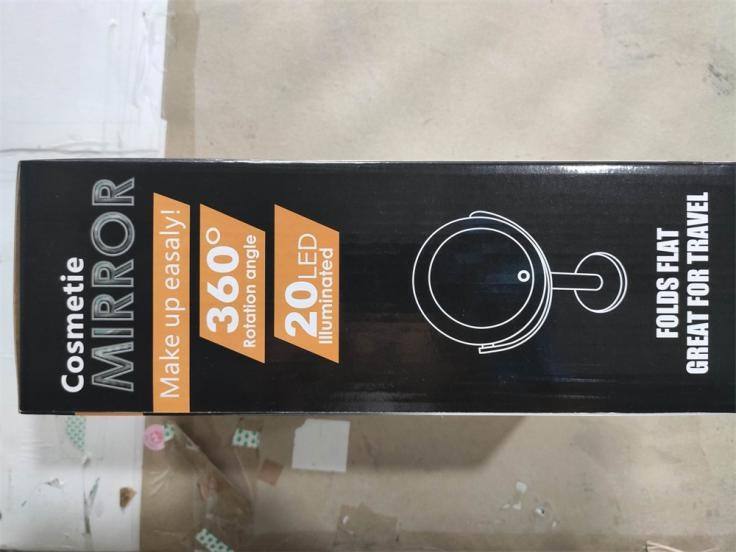 Cosmetie
MIRROR
Make up easaly!
360°
Rotation angle
20LED
Illuminated
FOLDS FLAT
GREAT FOR TRAVEL